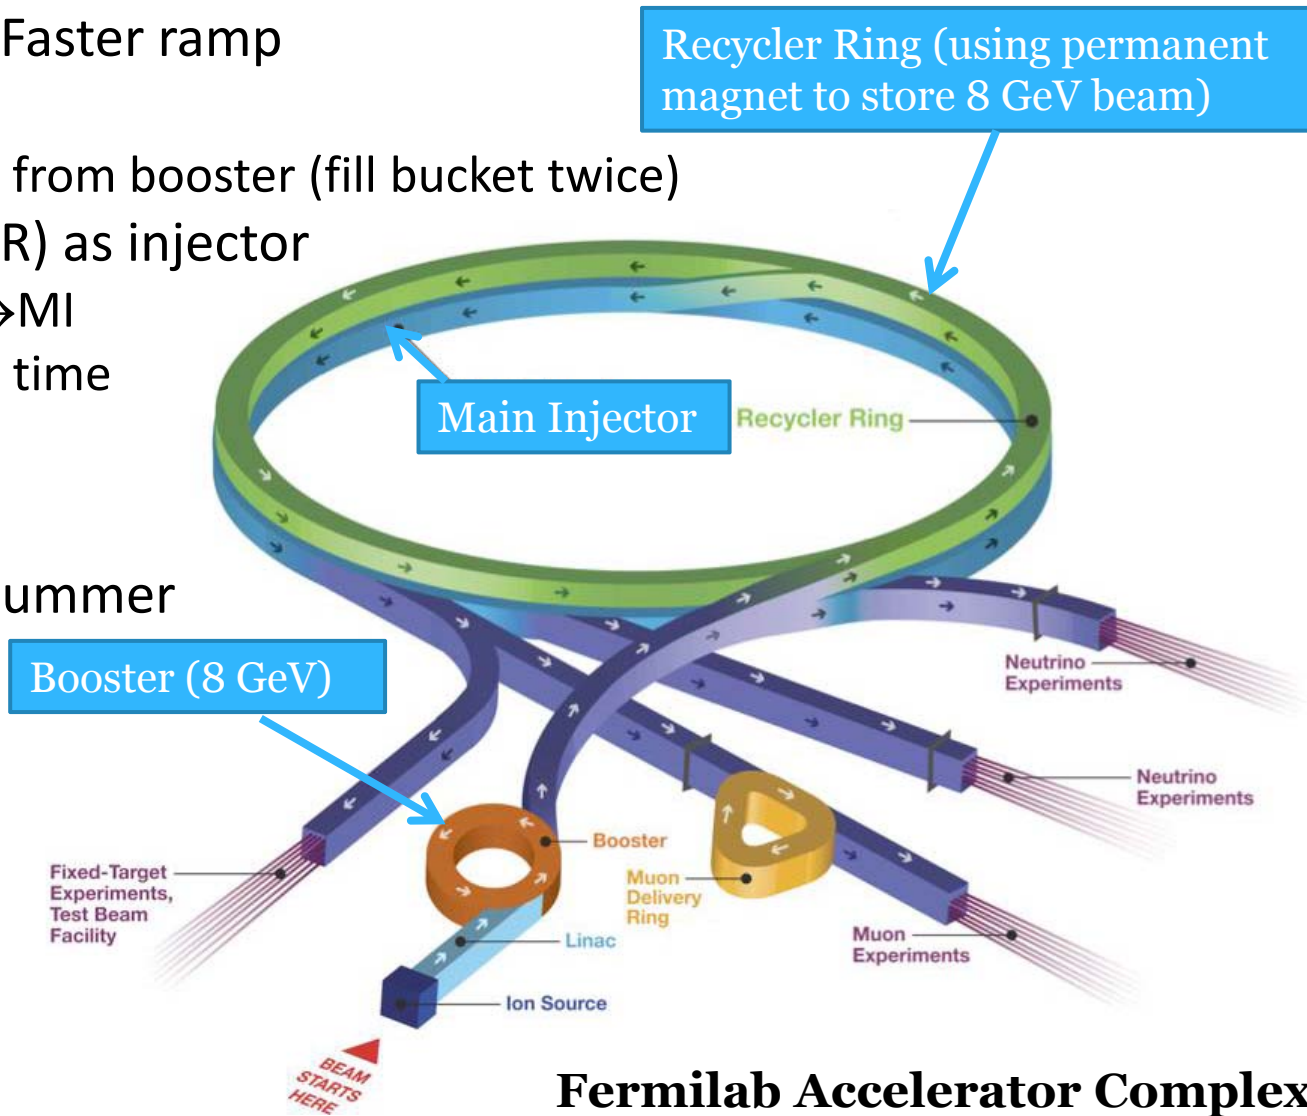 Faster ramp
Recycler Ring (using permanent
magnet to store 8 GeV beam)
from booster (fill bucket twice)
R) as injector
→MI
time
Main Injector
Recycler Ring
ummer
Booster (8 GeV)
Neutrino
Experiments
Neutrino
Experiments
Booster
Muon
Delivery
Ring
Fixed-Target
Experiments,
Test Beam
Facility
Linac
Muon
Experiments
Ion Source
BEAM
STARTS
HERE
Fermilab Accelerator Complex